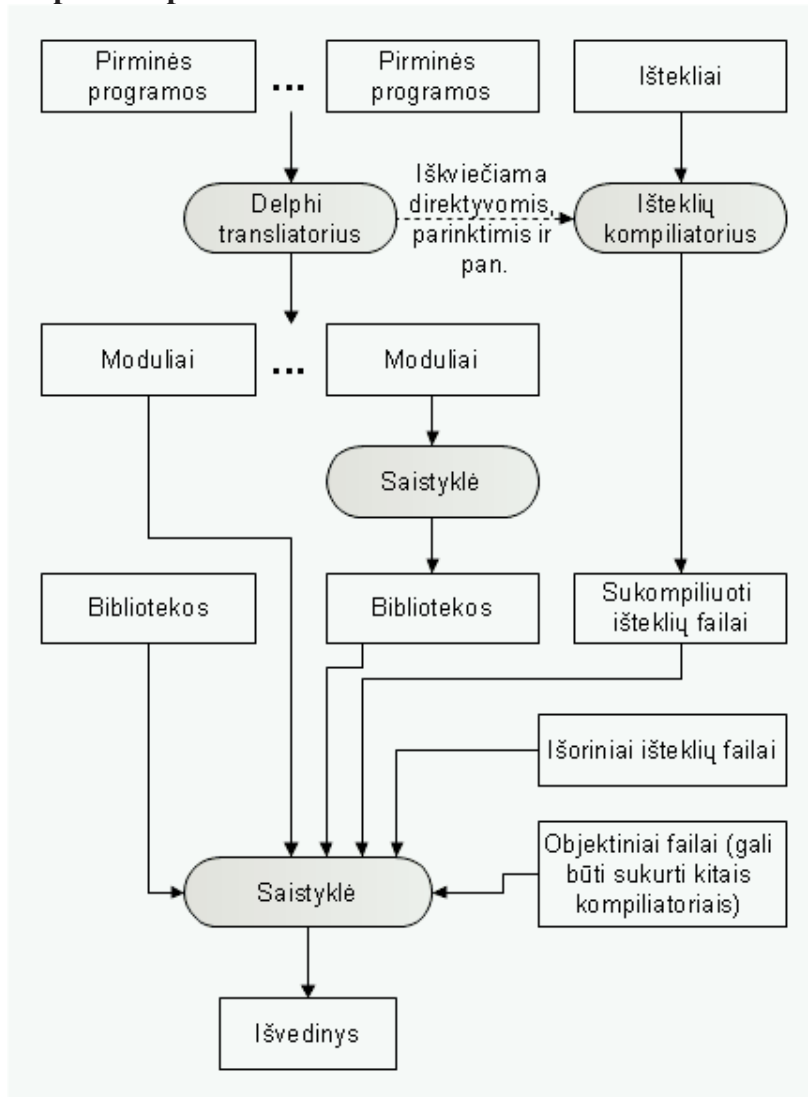 Pirminės
programos
...
Pirminės
programos
Ištekliai
Delphi
transliatorius
Iškviečiama
direktyvomis,
parinktimis ir
pan.
Išteklių
kompiliatorius
Moduliai
...
Moduliai
Saistyklė
Bibliotekos
Bibliotekos
Sukompiliuoti
išteklių failai
Išoriniai išteklių failai
Objektiniai failai (gali
būti sukurti kitais
kompiliatoriais)
Saistyklė
Išvedinys